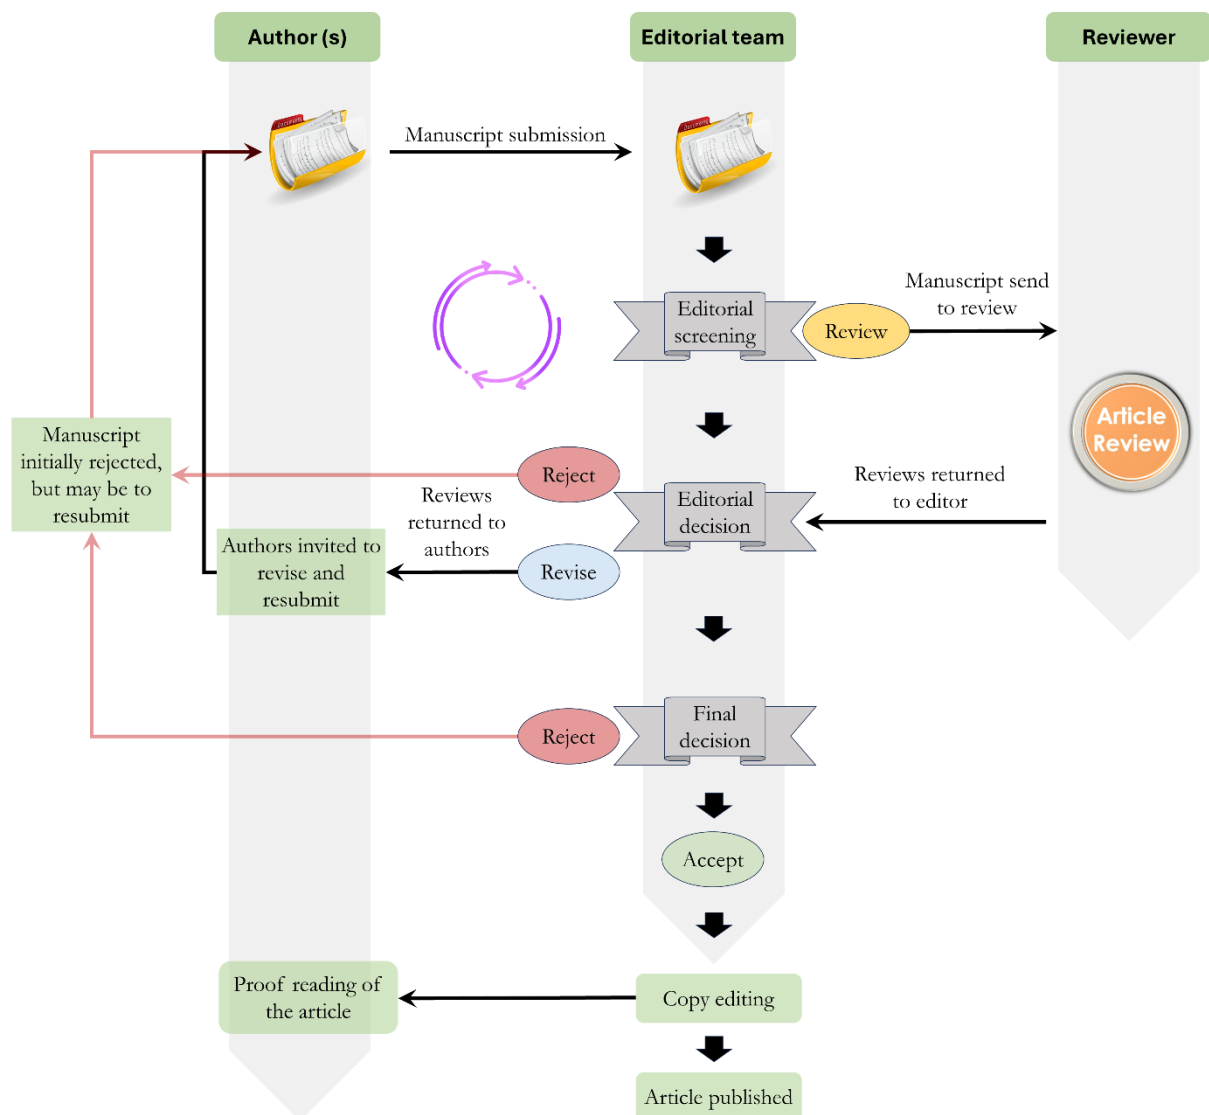 Author (s)
Editorial team
Reviewer
Manuscript submission
Editorial
screening
Review
Manuscript send
to review
Article
Review
Manuscript
initially rejected,
but may be to
resubmit
Reject
Reviews
returned to
authors
Editorial
decision
Reviews returned
to editor
Authors invited to
revise and
resubmit
Revise
Reject
Final
decision
Accept
Proof reading of
the article
Copy editing
Article published